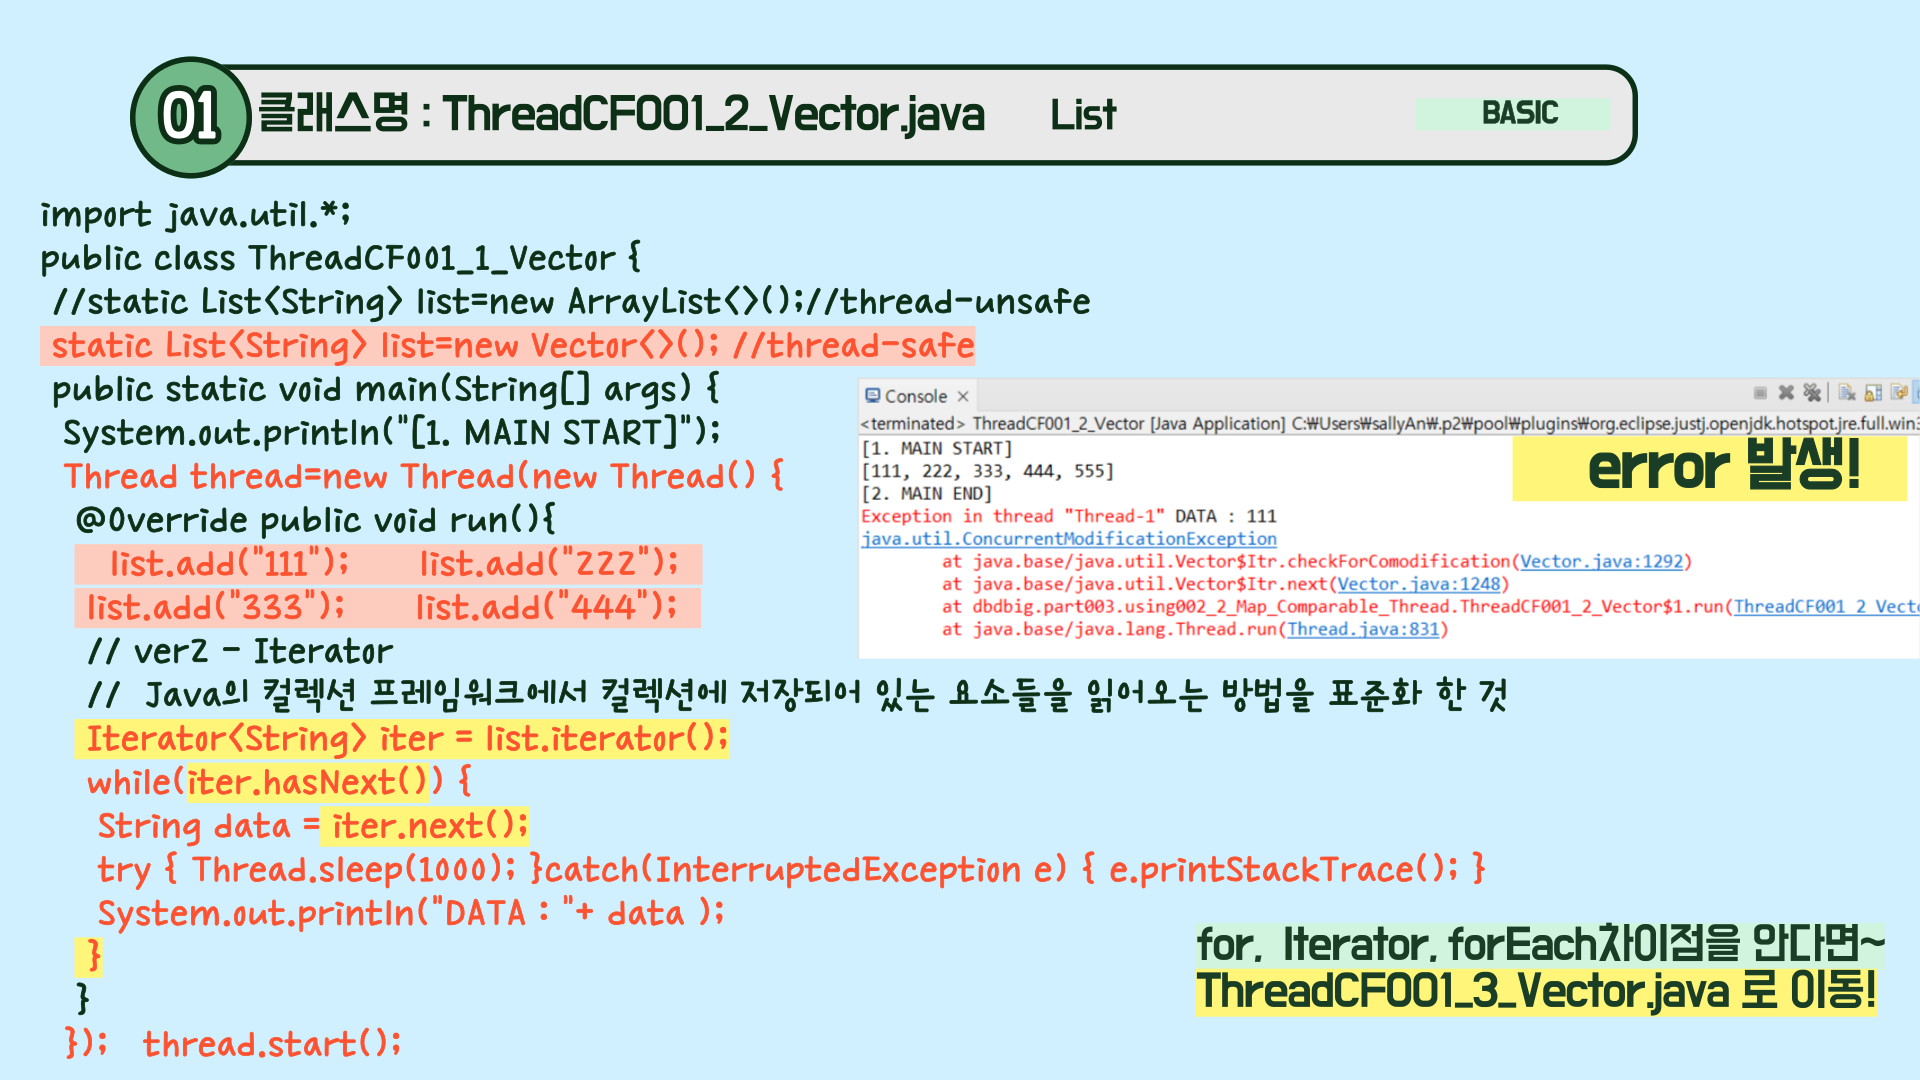 01 클래스명 : ThreadCF001_2_Vector.java List BASIC
import java.util.*;
public class ThreadCF001_1_Vector {
//static List<String> list=new ArrayList<>();//thread-unsafe
static List<String> list=new Vector<>(); //thread-safe
public static void main(String[] args) {
System.out.println("[1. MAIN START]");
Thread thread=new Thread(new Thread() {
@Override public void run(){
list.add("111"); list.add("222");
list.add("333"); list.add("444");
// ver2 - Iterator
// Java의 컬렉션 프레임워크에서 컬렉션에 저장되어 있는 요소들을 읽어오는 방법을 표준화 한 것
Iterator<String> iter = list.iterator();
while(iter.hasNext()) {
String data = iter.next();
try { Thread.sleep(1000); }catch(InterruptedException e) { e.printStackTrace(); }
System.out.println("DATA : "+ data );
}
}
}); thread.start();
Console
<terminated> ThreadCF001_2_Vector [Java Application] C:₩Users₩sallyAn₩.p2₩pool₩plugins₩org.eclipse.justj.openjdk.hotspot.jre.full.win3
[1. MAIN START]
[111, 222, 333, 444, 555]
[2. MAIN END]
Exception in thread "Thread-1" DATA : 111
java.util.ConcurrentModificationException
at java.base/java.util.Vector$Itr.checkForComodification(Vector.java:1292)
at java.base/java.util.Vector$Itr.next(Vector.java:1248)
at dbdbig.part003.using002_2_Map_Comparable_Thread.ThreadCF001_2_Vector$1.run(ThreadCF001_2_Vecto
at java.base/java.lang.Thread.run(Thread.java:831)
error 발생!
for, Iterator, forEach차이점을 안다면~
ThreadCF001_3_Vector.java 로 이동!